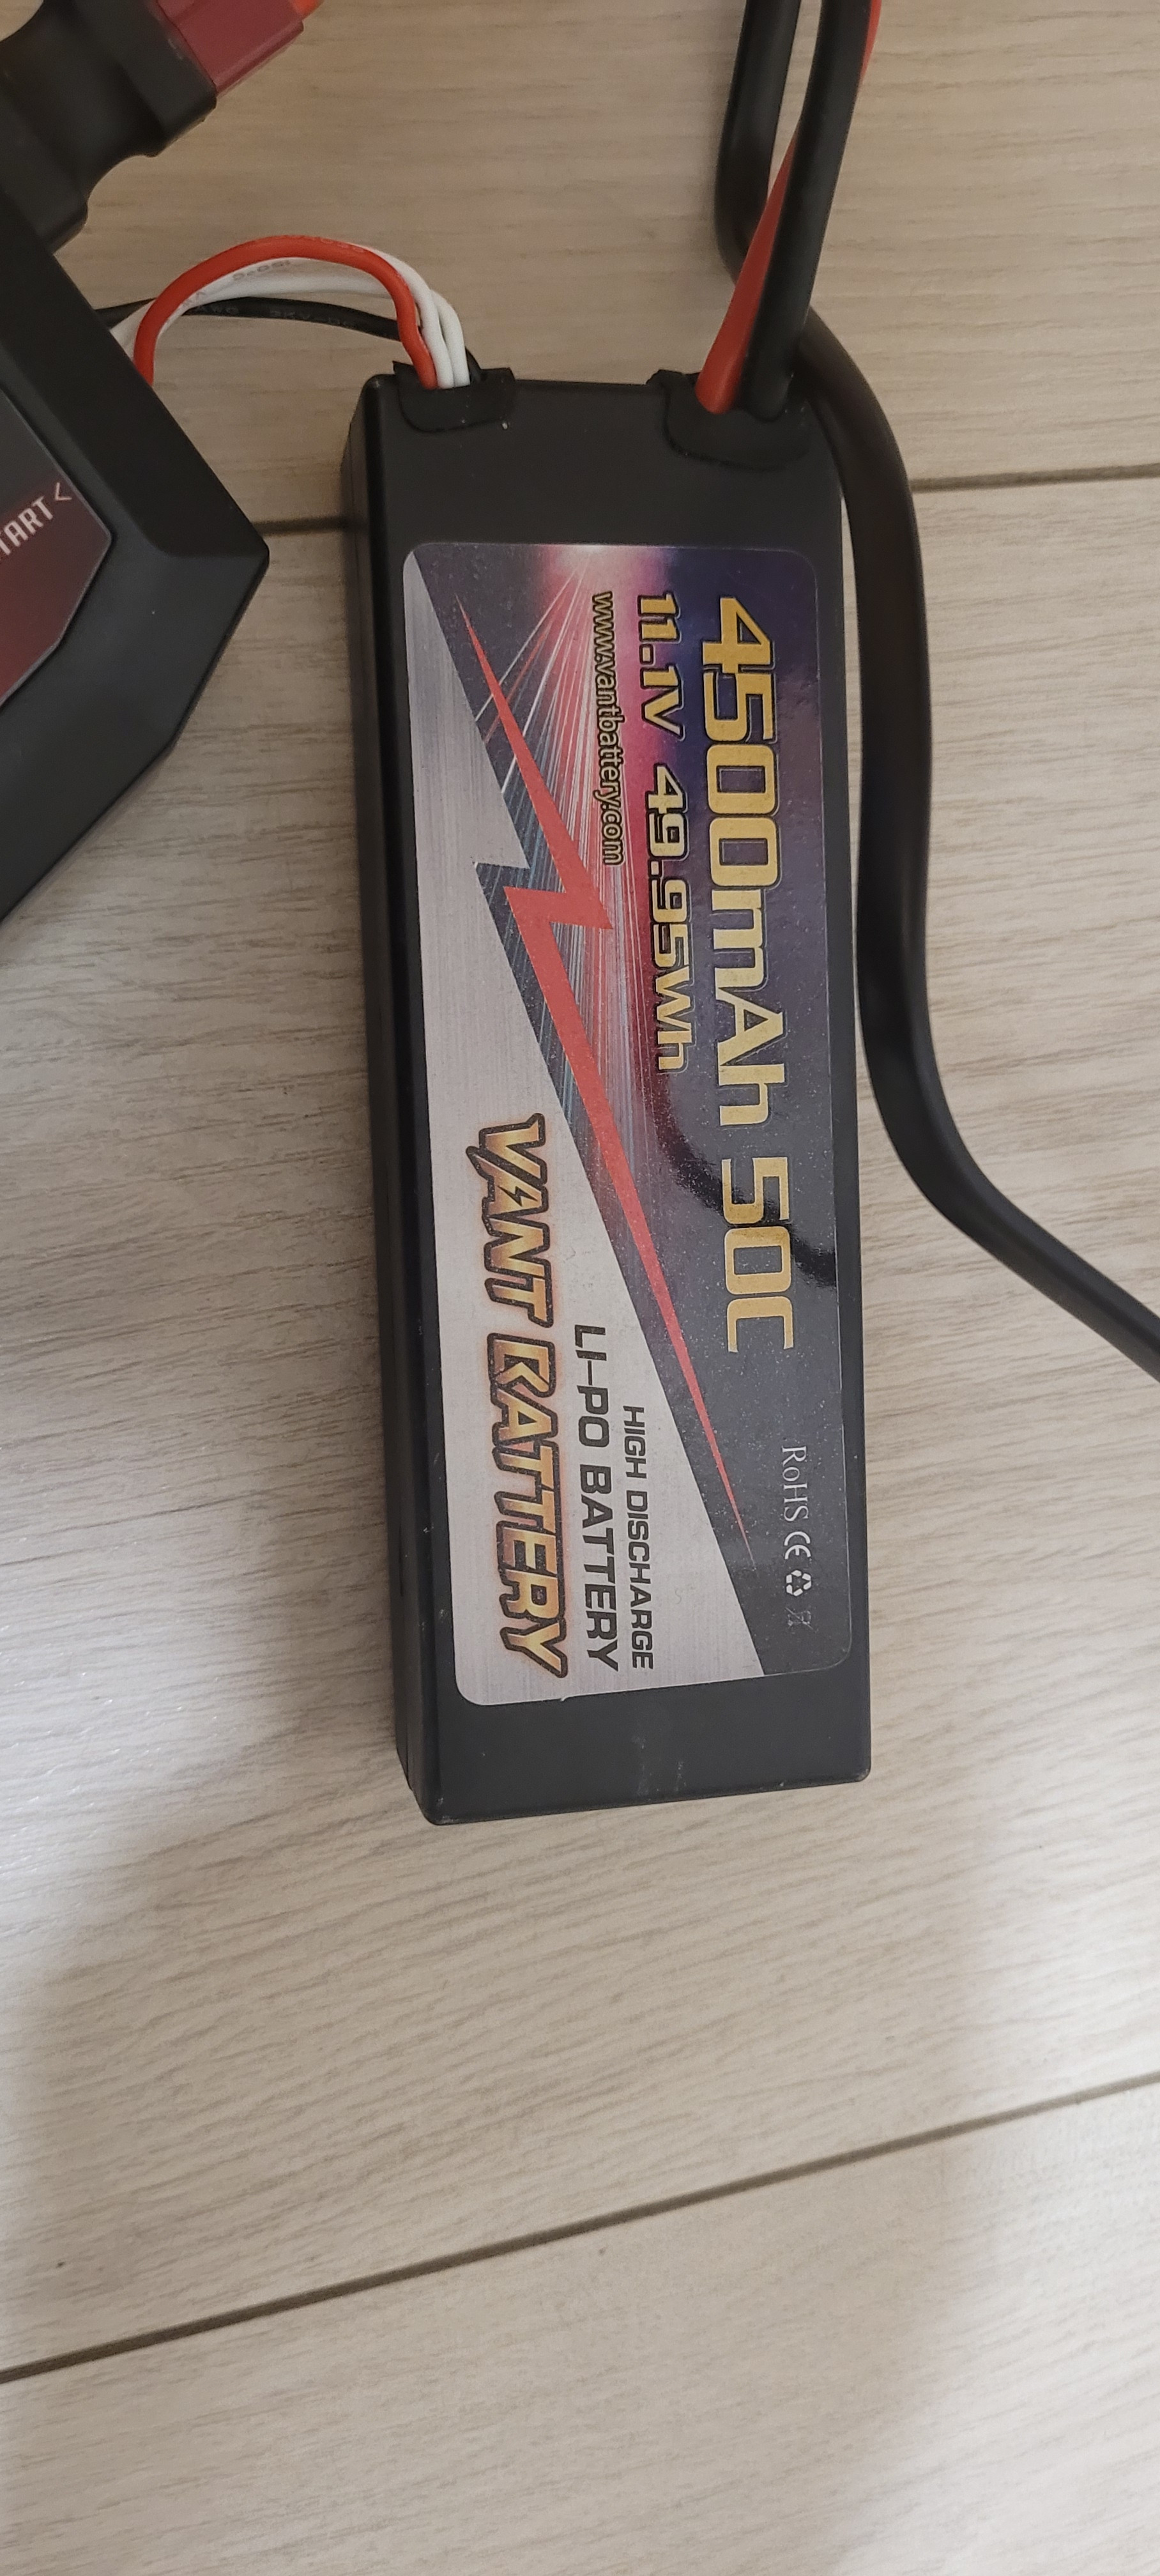 4500mAh 50C
11.1V 49.95Wh
www.vantbattery.com
RoHS CE
HIGH DISCHARGE
LI-PO BATTERY
VANT BATTERY